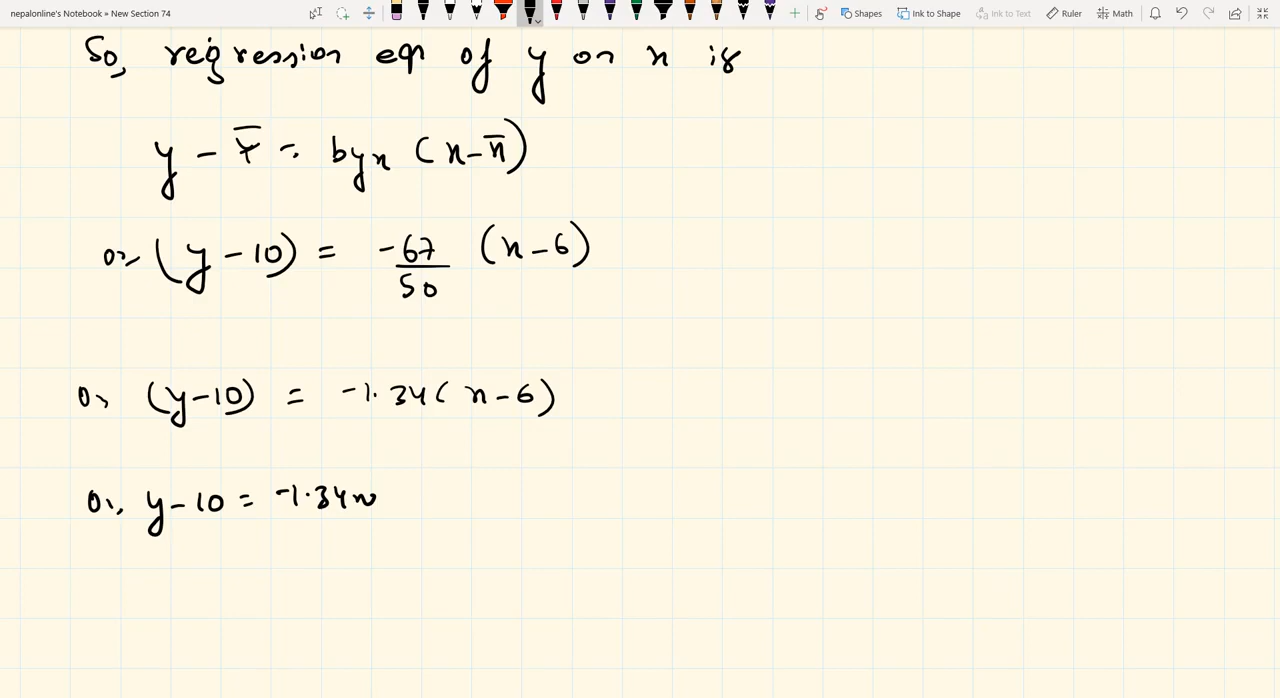 nepalonline's Notebook » New Section 74
Shapes Ink to Shape Ink to Text Ruler Math
So, regression eqn of y on x is
y - Y̅ = byx (x - x̅)
or, (y - 10) = -67/50 (x - 6)
or, (y - 10) = -1.34 (x - 6)
or, y - 10 = -1.34x